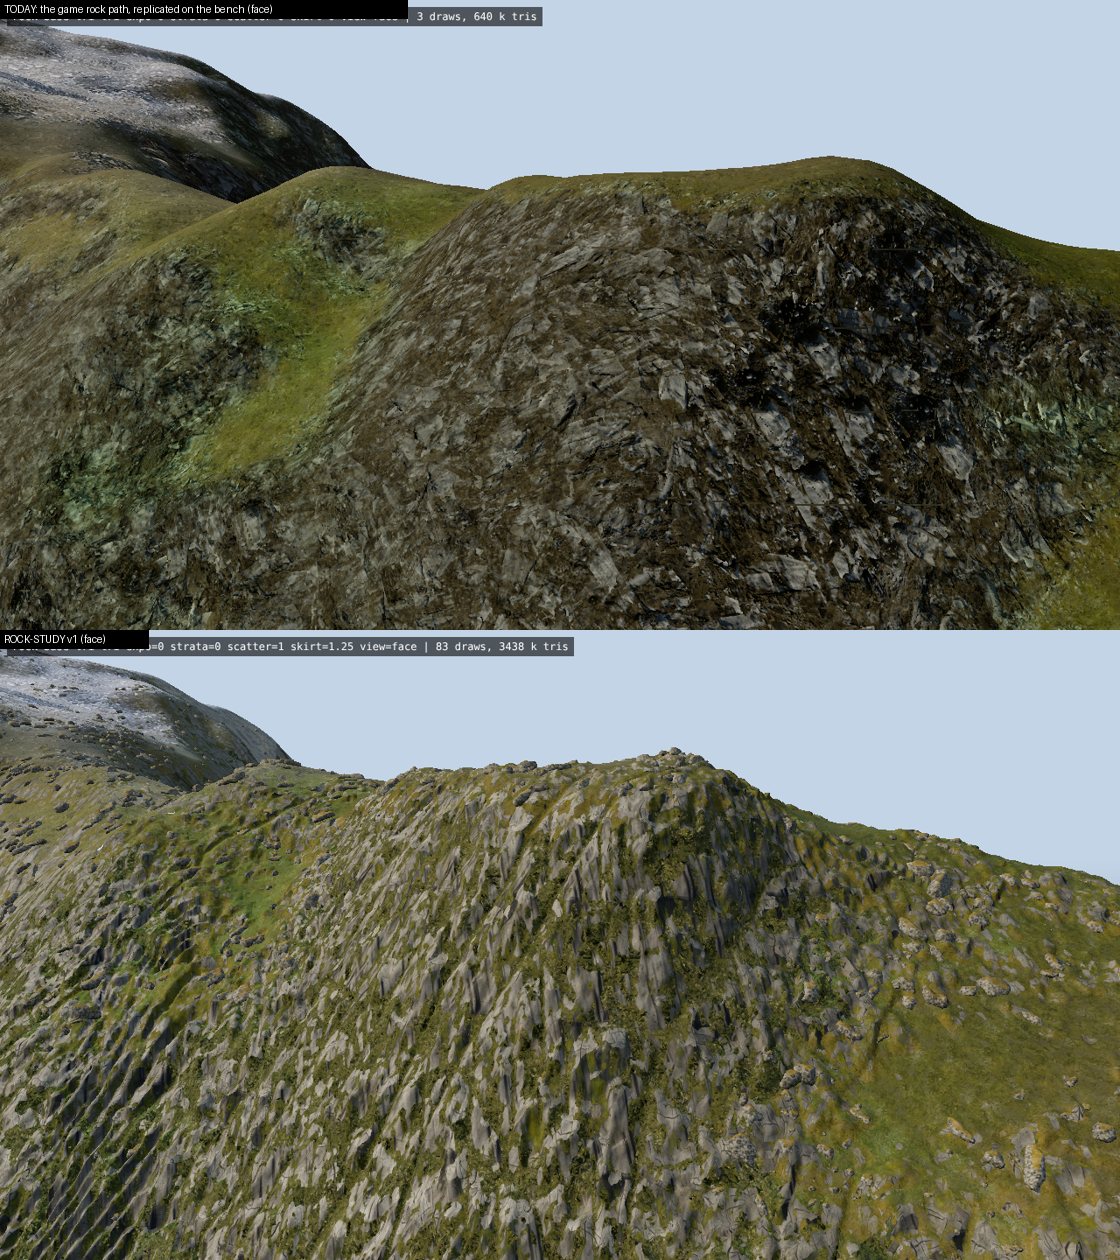 TODAY: the game rock path, replicated on the bench (face)
3 draws, 640 k tris
ROCK-STUDY v1 (face)
=0 strata=0 scatter=1 skirt=1.25 view=face | 83 draws, 3438 k tris